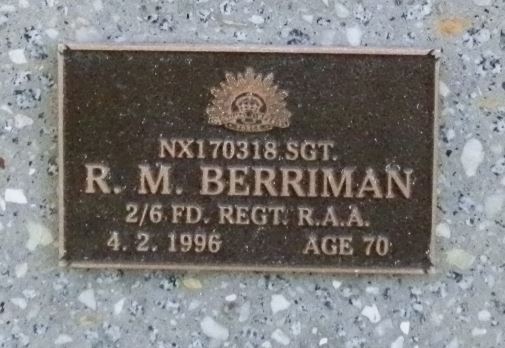 NX170318 SGT.
R. M. BERRIMAN
2/6 FD. REGT. R.A.A.
4. 2. 1996 AGE 70